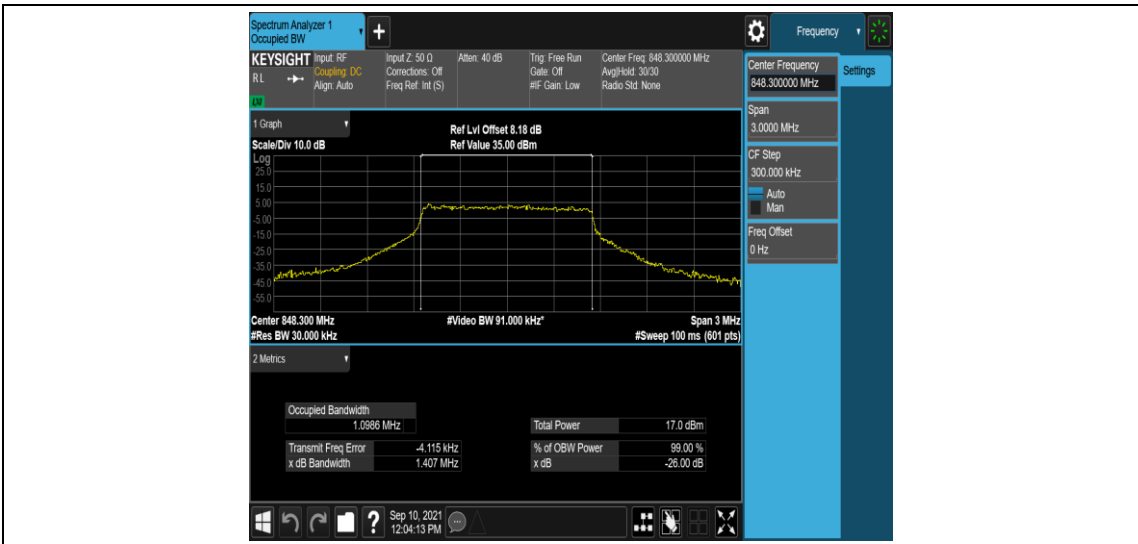 Spectrum Analyzer 1
Occupied BW
+
Frequency
KEYSIGHT
RL
LXI
Input: RF
Coupling: DC
Align: Auto
Input Z: 50 Ω
Corrections: Off
Freq Ref: Int (S)
Atten: 40 dB
Trig: Free Run
Gate: Off
#IF Gain: Low
Center Freq: 848.300000 MHz
Avg|Hold: 30/30
Radio Std: None
Center Frequency
848.300000 MHz
Settings
Span
3.0000 MHz
CF Step
300.000 kHz
Auto
Man
Freq Offset
0 Hz
1 Graph
Scale/Div 10.0 dB
Ref Lvl Offset 8.18 dB
Ref Value 35.00 dBm
Log
25.0
15.0
5.00
-5.00
-15.0
-25.0
-35.0
-45.0
-55.0
Center 848.300 MHz
#Video BW 91.000 kHz*
Span 3 MHz
#Res BW 30.000 kHz
#Sweep 100 ms (601 pts)
2 Metrics
Occupied Bandwidth
1.0986 MHz
Total Power 17.0 dBm
Transmit Freq Error -4.115 kHz
% of OBW Power 99.00 %
x dB Bandwidth 1.407 MHz
x dB -26.00 dB
?
Sep 10, 2021
12:04:13 PM